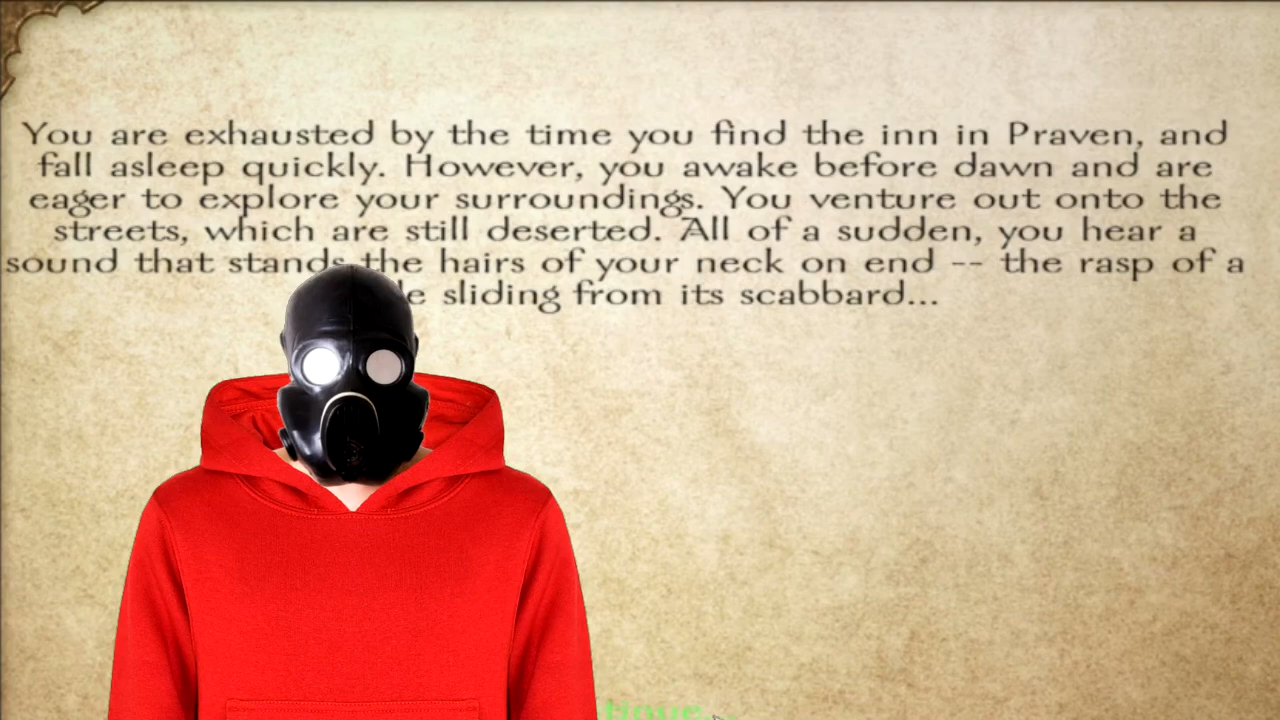 You are exhausted by the time you find the inn in Praven, and
fall asleep quickly. However, you awake before dawn and are
eager to explore your surroundings. You venture out onto the
streets, which are still deserted. All of a sudden, you hear a
sound that stands the hairs of your neck on end -- the rasp of a
sliding from its scabbard...